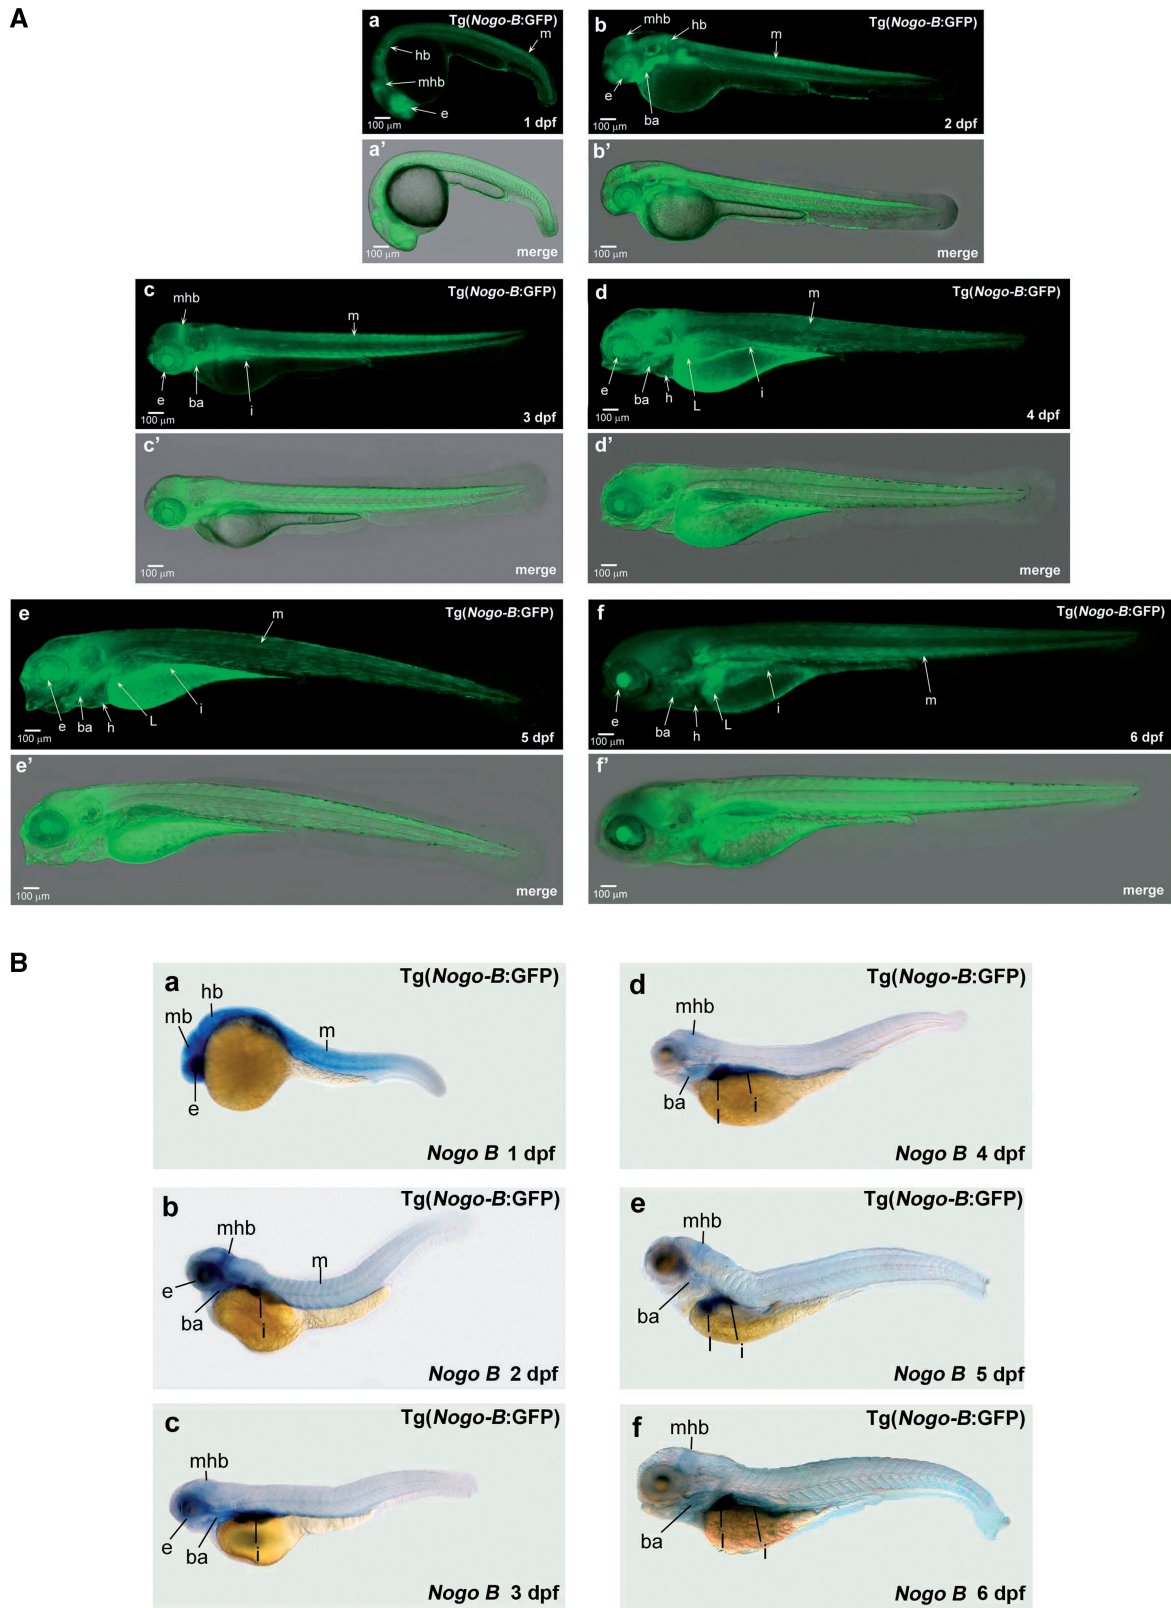 A
a
Tg(Nogo-B:GFP)
m
hb
mhb
e
100 μm
1 dpf
a’
100 μm
merge
b
mhb
hb
Tg(Nogo-B:GFP)
m
e
ba
100 μm
2 dpf
b’
100 μm
merge
c
Tg(Nogo-B:GFP)
mhb
m
e
ba
i
100 μm
3 dpf
c’
100 μm
merge
d
Tg(Nogo-B:GFP)
m
e
ba
h
L
i
100 μm
4 dpf
d’
100 μm
merge
e
Tg(Nogo-B:GFP)
m
e
ba
h
L
i
100 μm
5 dpf
e’
100 μm
merge
f
Tg(Nogo-B:GFP)
e
ba
h
L
i
m
100 μm
6 dpf
f’
100 μm
merge
B
a
Tg(Nogo-B:GFP)
hb
mb
m
e
Nogo B 1 dpf
b
Tg(Nogo-B:GFP)
mhb
m
e
ba
i
Nogo B 2 dpf
c
Tg(Nogo-B:GFP)
mhb
e
ba
i
Nogo B 3 dpf
d
Tg(Nogo-B:GFP)
mhb
ba
l
i
Nogo B 4 dpf
e
Tg(Nogo-B:GFP)
mhb
ba
l
i
Nogo B 5 dpf
f
Tg(Nogo-B:GFP)
mhb
ba
l
i
Nogo B 6 dpf